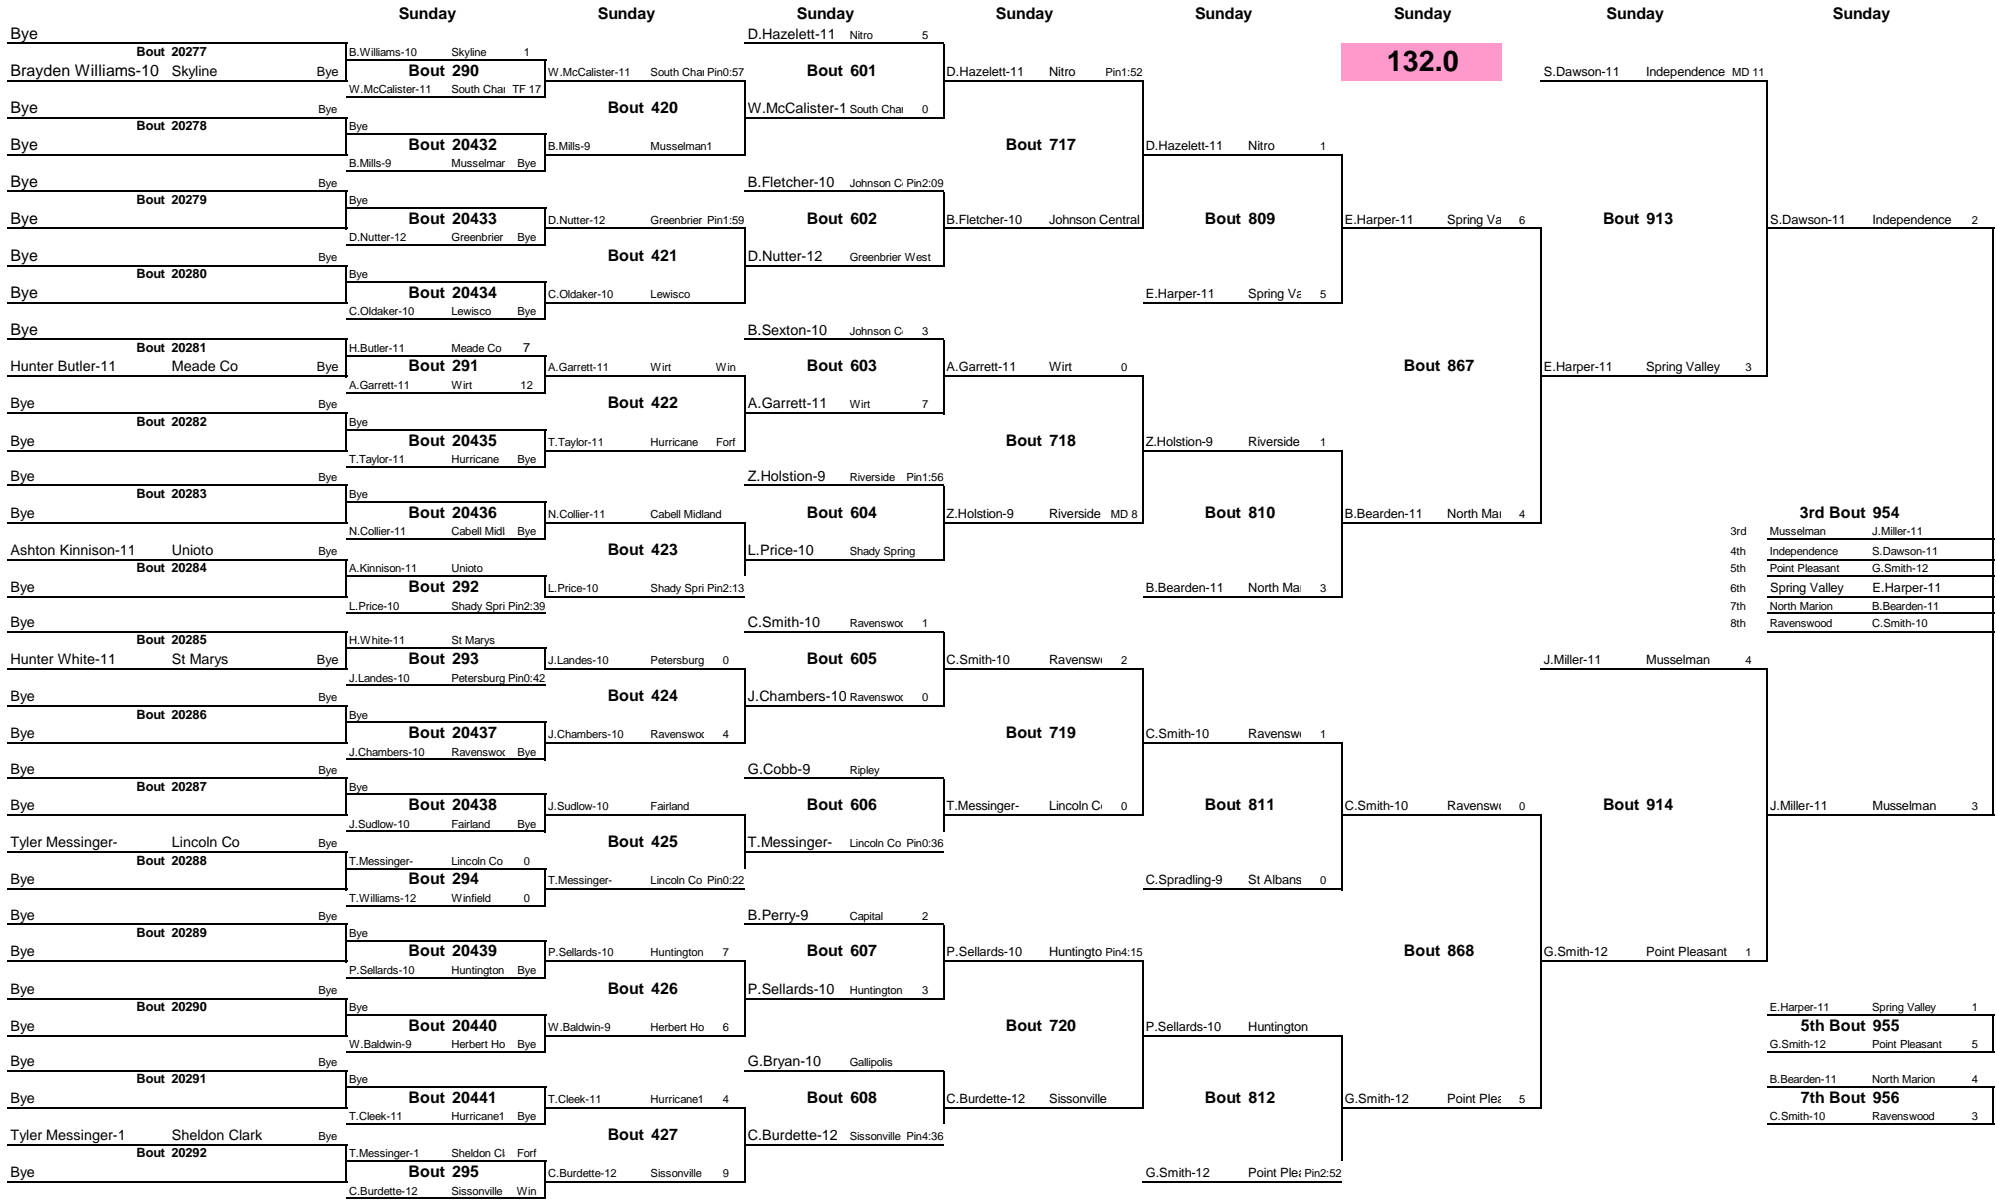 Sunday Sunday Sunday Sunday Sunday Sunday Sunday Sunday
132.0
Bye
Bout 20277
Brayden Williams-10 Skyline Bye
Bye Bye
Bout 20278
Bye
Bye Bye
Bout 20279
Bye
Bye Bye
Bout 20280
Bye
Bye
Bout 20281
Hunter Butler-11 Meade Co Bye
Bye Bye
Bout 20282
Bye
Bye Bye
Bout 20283
Bye
Ashton Kinnison-11 Unioto Bye
Bout 20284
Bye
Bye
Bout 20285
Hunter White-11 St Marys Bye
Bye Bye
Bout 20286
Bye
Bye Bye
Bout 20287
Bye
Tyler Messinger- Lincoln Co Bye
Bout 20288
Bye
Bye Bye
Bout 20289
Bye
Bye Bye
Bout 20290
Bye
Bye Bye
Bout 20291
Bye
Tyler Messinger-1 Sheldon Clark Bye
Bout 20292
Bye
B.Williams-10 Skyline 1
Bout 290
W.McCalister-11 South Char TF 17
Bye
Bout 20432
B.Mills-9 Musselmar Bye
Bye
Bout 20433
D.Nutter-12 Greenbrier Bye
Bye
Bout 20434
C.Oldaker-10 Lewisco Bye
H.Butler-11 Meade Co 7
Bout 291
A.Garrett-11 Wirt 12
Bye
Bout 20435
T.Taylor-11 Hurricane Bye
Bye
Bout 20436
N.Collier-11 Cabell Midl Bye
A.Kinnison-11 Unioto
Bout 292
L.Price-10 Shady Spri Pin2:39
H.White-11 St Marys
Bout 293
J.Landes-10 Petersburg Pin0:42
Bye
Bout 20437
J.Chambers-10 Ravenswoc Bye
Bye
Bout 20438
J.Sudlow-10 Fairland Bye
T.Messinger- Lincoln Co 0
Bout 294
T.Williams-12 Winfield 0
Bye
Bout 20439
P.Sellards-10 Huntington Bye
Bye
Bout 20440
W.Baldwin-9 Herbert Ho Bye
Bye
Bout 20441
T.Cleek-11 Hurricane1 Bye
T.Messinger-1 Sheldon Cl Forf
Bout 295
C.Burdette-12 Sissonville Win
W.McCalister-11 South Char Pin0:57
Bout 420
B.Mills-9 Musselman1
D.Nutter-12 Greenbrier Pin1:59
Bout 421
C.Oldaker-10 Lewisco
A.Garrett-11 Wirt Win
Bout 422
T.Taylor-11 Hurricane Forf
N.Collier-11 Cabell Midland
Bout 423
L.Price-10 Shady Spri Pin2:13
J.Landes-10 Petersburg 0
Bout 424
J.Chambers-10 Ravenswoc 4
J.Sudlow-10 Fairland
Bout 425
T.Messinger- Lincoln Co Pin0:22
P.Sellards-10 Huntington 7
Bout 426
W.Baldwin-9 Herbert Ho 6
T.Cleek-11 Hurricane1 4
Bout 427
C.Burdette-12 Sissonville 9
D.Hazelett-11 Nitro 5
Bout 601
W.McCalister-1 South Char 0
B.Fletcher-10 Johnson C Pin2:09
Bout 602
D.Nutter-12 Greenbrier West
B.Sexton-10 Johnson C 3
Bout 603
A.Garrett-11 Wirt 7
Z.Holstion-9 Riverside Pin1:56
Bout 604
L.Price-10 Shady Spring
C.Smith-10 Ravenswoc 1
Bout 605
J.Chambers-10 Ravenswoc 0
G.Cobb-9 Ripley
Bout 606
T.Messinger- Lincoln Co Pin0:36
B.Perry-9 Capital 2
Bout 607
P.Sellards-10 Huntington 3
G.Bryan-10 Gallipolis
Bout 608
C.Burdette-12 Sissonville Pin4:36
D.Hazelett-11 Nitro Pin1:52
Bout 717
B.Fletcher-10 Johnson Central
A.Garrett-11 Wirt 0
Bout 718
Z.Holstion-9 Riverside MD 8
C.Smith-10 Ravensw 2
Bout 719
T.Messinger- Lincoln C 0
P.Sellards-10 Huntingto Pin4:15
Bout 720
C.Burdette-12 Sissonville
D.Hazelett-11 Nitro 1
Bout 809
E.Harper-11 Spring Va 5
Z.Holstion-9 Riverside 1
Bout 810
B.Bearden-11 North Mar 3
C.Smith-10 Ravensw 1
Bout 811
C.Spradling-9 St Albans 0
P.Sellards-10 Huntington
Bout 812
G.Smith-12 Point Plea Pin2:52
E.Harper-11 Spring Va 6
Bout 867
B.Bearden-11 North Mar 4
C.Smith-10 Ravensw 0
Bout 868
G.Smith-12 Point Plea 5
S.Dawson-11 Independence MD 11
Bout 913
E.Harper-11 Spring Valley 3
J.Miller-11 Musselman 4
Bout 914
G.Smith-12 Point Pleasant 1
S.Dawson-11 Independence 2
3rd Bout 954
3rd Musselman J.Miller-11
4th Independence S.Dawson-11
5th Point Pleasant G.Smith-12
6th Spring Valley E.Harper-11
7th North Marion B.Bearden-11
8th Ravenswood C.Smith-10
J.Miller-11 Musselman 3
E.Harper-11 Spring Valley 1
5th Bout 955
G.Smith-12 Point Pleasant 5
B.Bearden-11 North Marion 4
7th Bout 956
C.Smith-10 Ravenswood 3